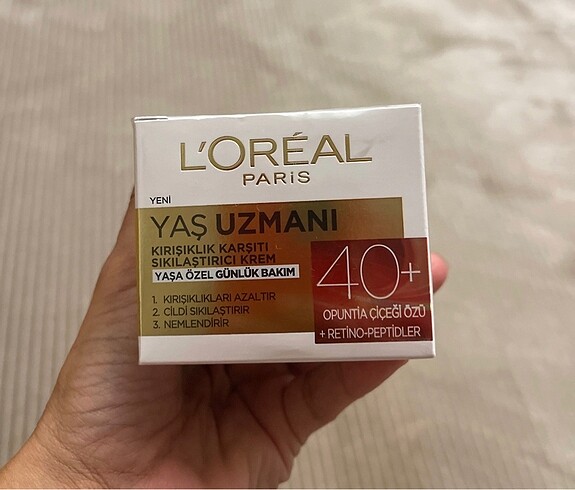 L'ORÉAL
PARiS
YENİ
YAŞ UZMANI
KIRIŞIKLIK KARŞITI
SIKILAŞTIRICI KREM
YAŞA ÖZEL GÜNLÜK BAKIM
1. KIRIŞIKLIKLARI AZALTIR
2. CİLDİ SIKILAŞTIRIR
3. NEMLENDİRİR
40+
OPUNTIA ÇİÇEĞİ ÖZÜ
+ RETİNO-PEPTİDLER